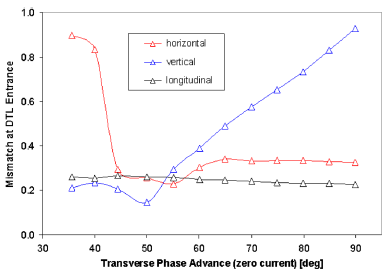 1.0
0.8
0.6
0.4
0.2
0.0
Mismatch at DTL Entrance
horizontal
vertical
longitudinal
30 40 50 60 70 80 90
Transverse Phase Advance (zero current) [deg]